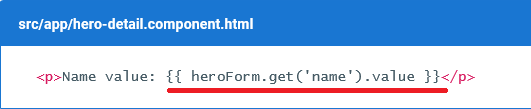 src/app/hero-detail.component.html
<p>Name value: {{ heroForm.get('name').value }}</p>